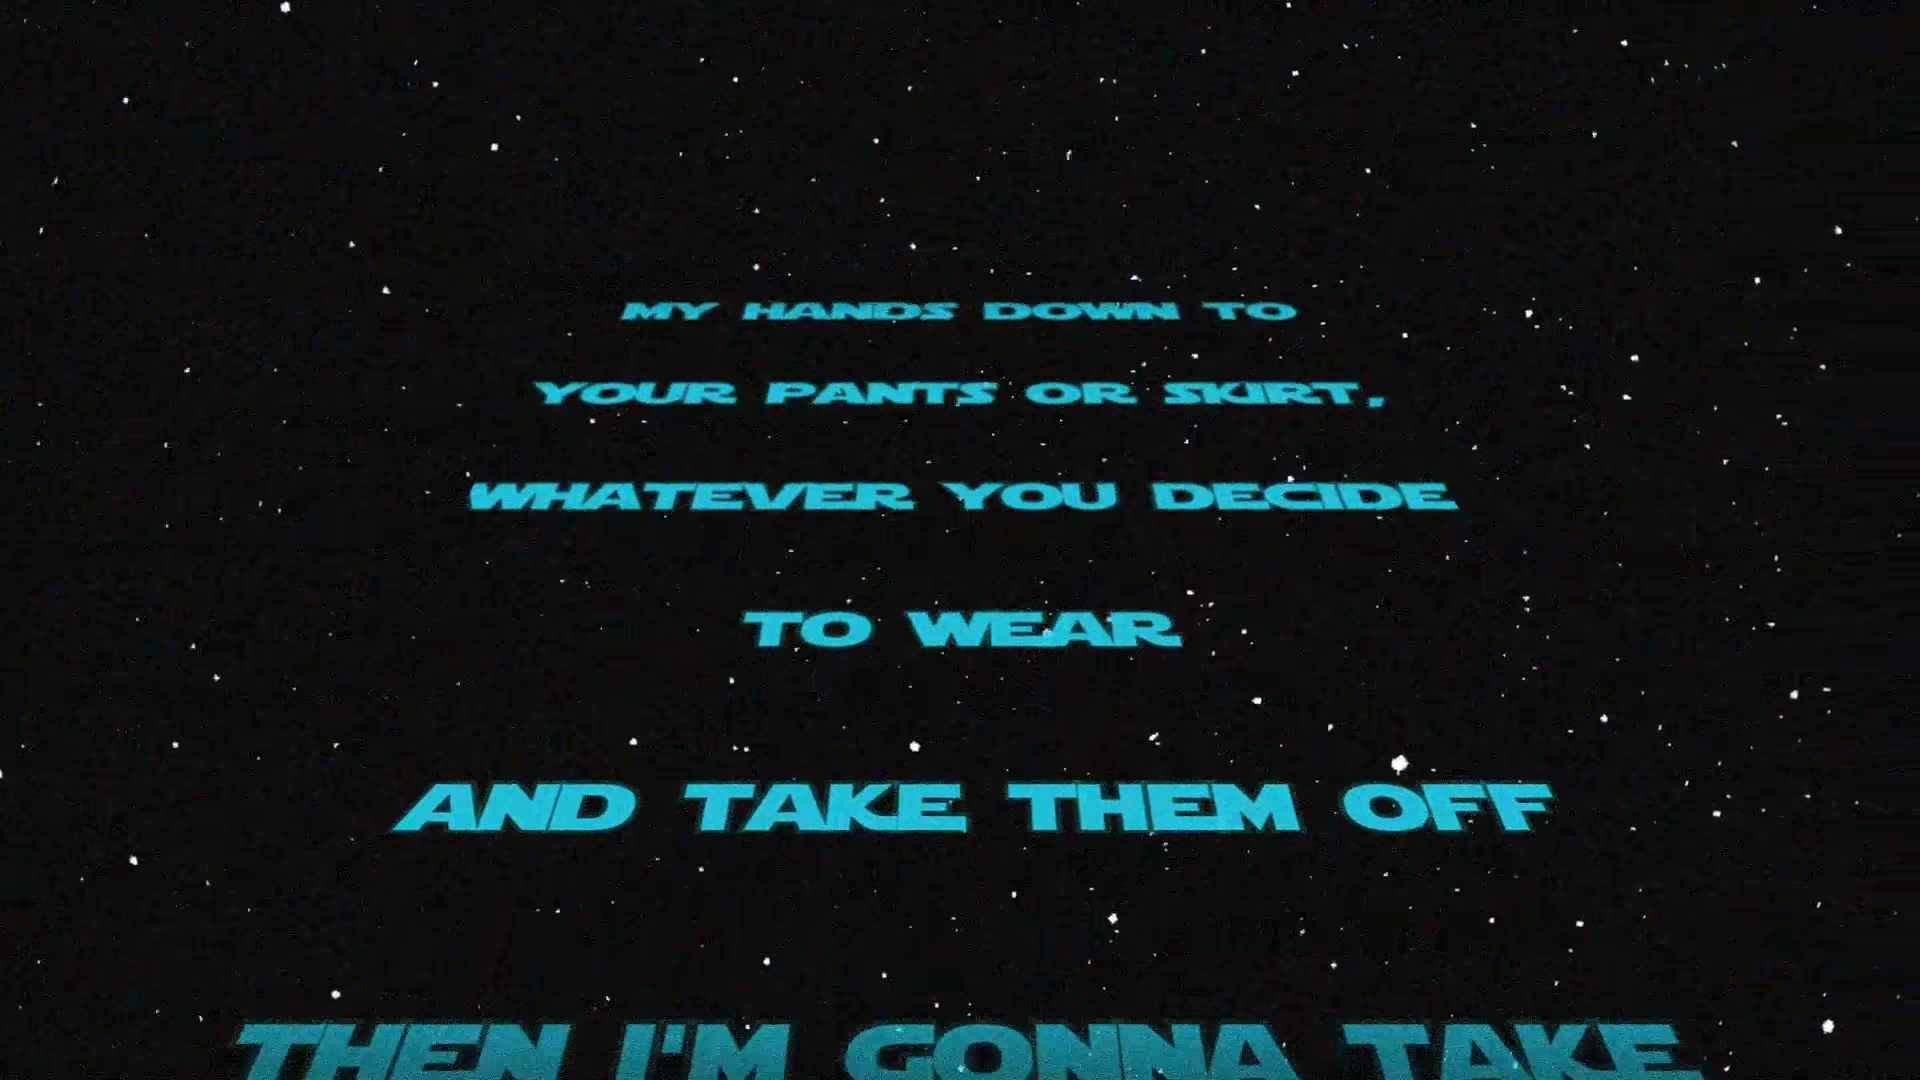 MY HANDS DOWN TO
YOUR PANTS OR SKIRT,
WHATEVER YOU DECIDE
TO WEAR
AND TAKE THEM OFF
THEN I'M GONNA TAKE